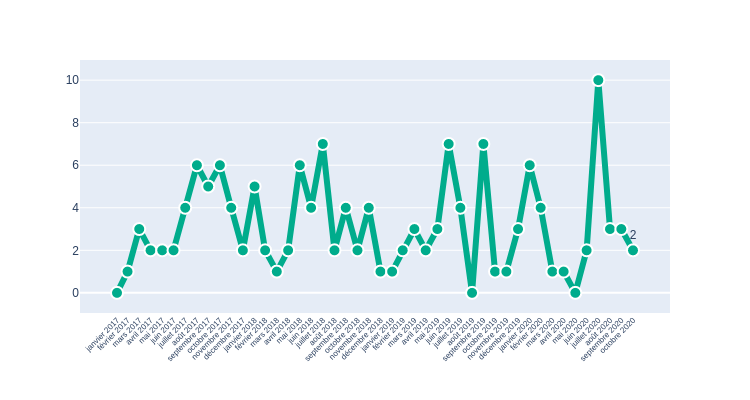 10
8
6
4
2
0
2
janvier 2017
février 2017
mars 2017
avril 2017
mai 2017
juin 2017
juillet 2017
août 2017
septembre 2017
octobre 2017
novembre 2017
décembre 2017
janvier 2018
février 2018
mars 2018
avril 2018
mai 2018
juin 2018
juillet 2018
août 2018
septembre 2018
octobre 2018
novembre 2018
décembre 2018
janvier 2019
février 2019
mars 2019
avril 2019
mai 2019
juin 2019
juillet 2019
août 2019
septembre 2019
octobre 2019
novembre 2019
décembre 2019
janvier 2020
février 2020
mars 2020
avril 2020
mai 2020
juin 2020
juillet 2020
août 2020
septembre 2020
octobre 2020